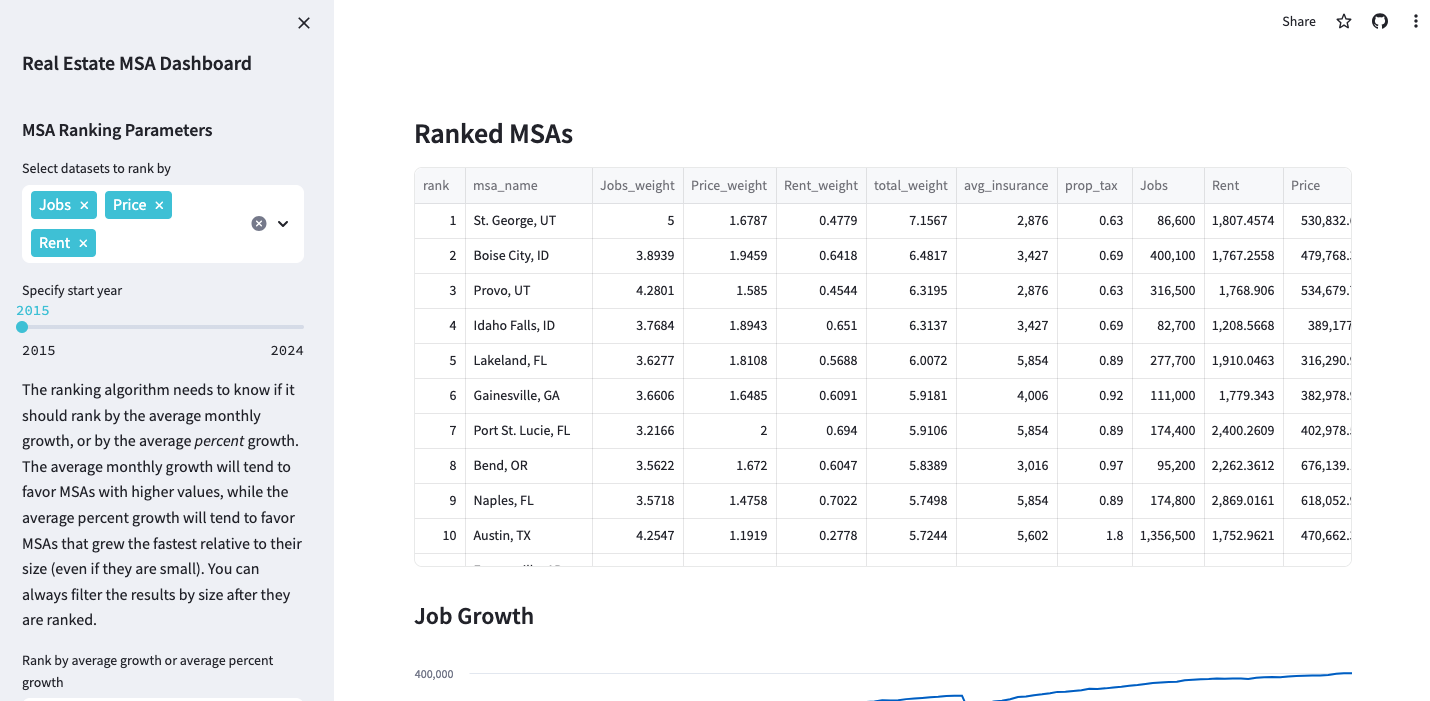 Share
Real Estate MSA Dashboard
MSA Ranking Parameters
Select datasets to rank by
Jobs
Price
Rent
Specify start year
2015
2015 2024
The ranking algorithm needs to know if it
should rank by the average monthly
growth, or by the average percent growth.
The average monthly growth will tend to
favor MSAs with higher values, while the
average percent growth will tend to favor
MSAs that grew the fastest relative to their
size (even if they are small). You can
always filter the results by size after they
are ranked.
Rank by average growth or average percent
growth
Ranked MSAs
rank msa_name Jobs_weight Price_weight Rent_weight total_weight avg_insurance prop_tax Jobs Rent Price
1 St. George, UT 5 1.6787 0.4779 7.1567 2,876 0.63 86,600 1,807.4574 530,832.
2 Boise City, ID 3.8939 1.9459 0.6418 6.4817 3,427 0.69 400,100 1,767.2558 479,768.
3 Provo, UT 4.2801 1.585 0.4544 6.3195 2,876 0.63 316,500 1,768.906 534,679.
4 Idaho Falls, ID 3.7684 1.8943 0.651 6.3137 3,427 0.69 82,700 1,208.5668 389,177
5 Lakeland, FL 3.6277 1.8108 0.5688 6.0072 5,854 0.89 277,700 1,910.0463 316,290.
6 Gainesville, GA 3.6606 1.6485 0.6091 5.9181 4,006 0.92 111,000 1,779.343 382,978.
7 Port St. Lucie, FL 3.2166 2 0.694 5.9106 5,854 0.89 174,400 2,400.2609 402,978.
8 Bend, OR 3.5622 1.672 0.6047 5.8389 3,016 0.97 95,200 2,262.3612 676,139.
9 Naples, FL 3.5718 1.4758 0.7022 5.7498 5,854 0.89 174,800 2,869.0161 618,052.
10 Austin, TX 4.2547 1.1919 0.2778 5.7244 5,602 1.8 1,356,500 1,752.9621 470,662.
Job Growth
400,000